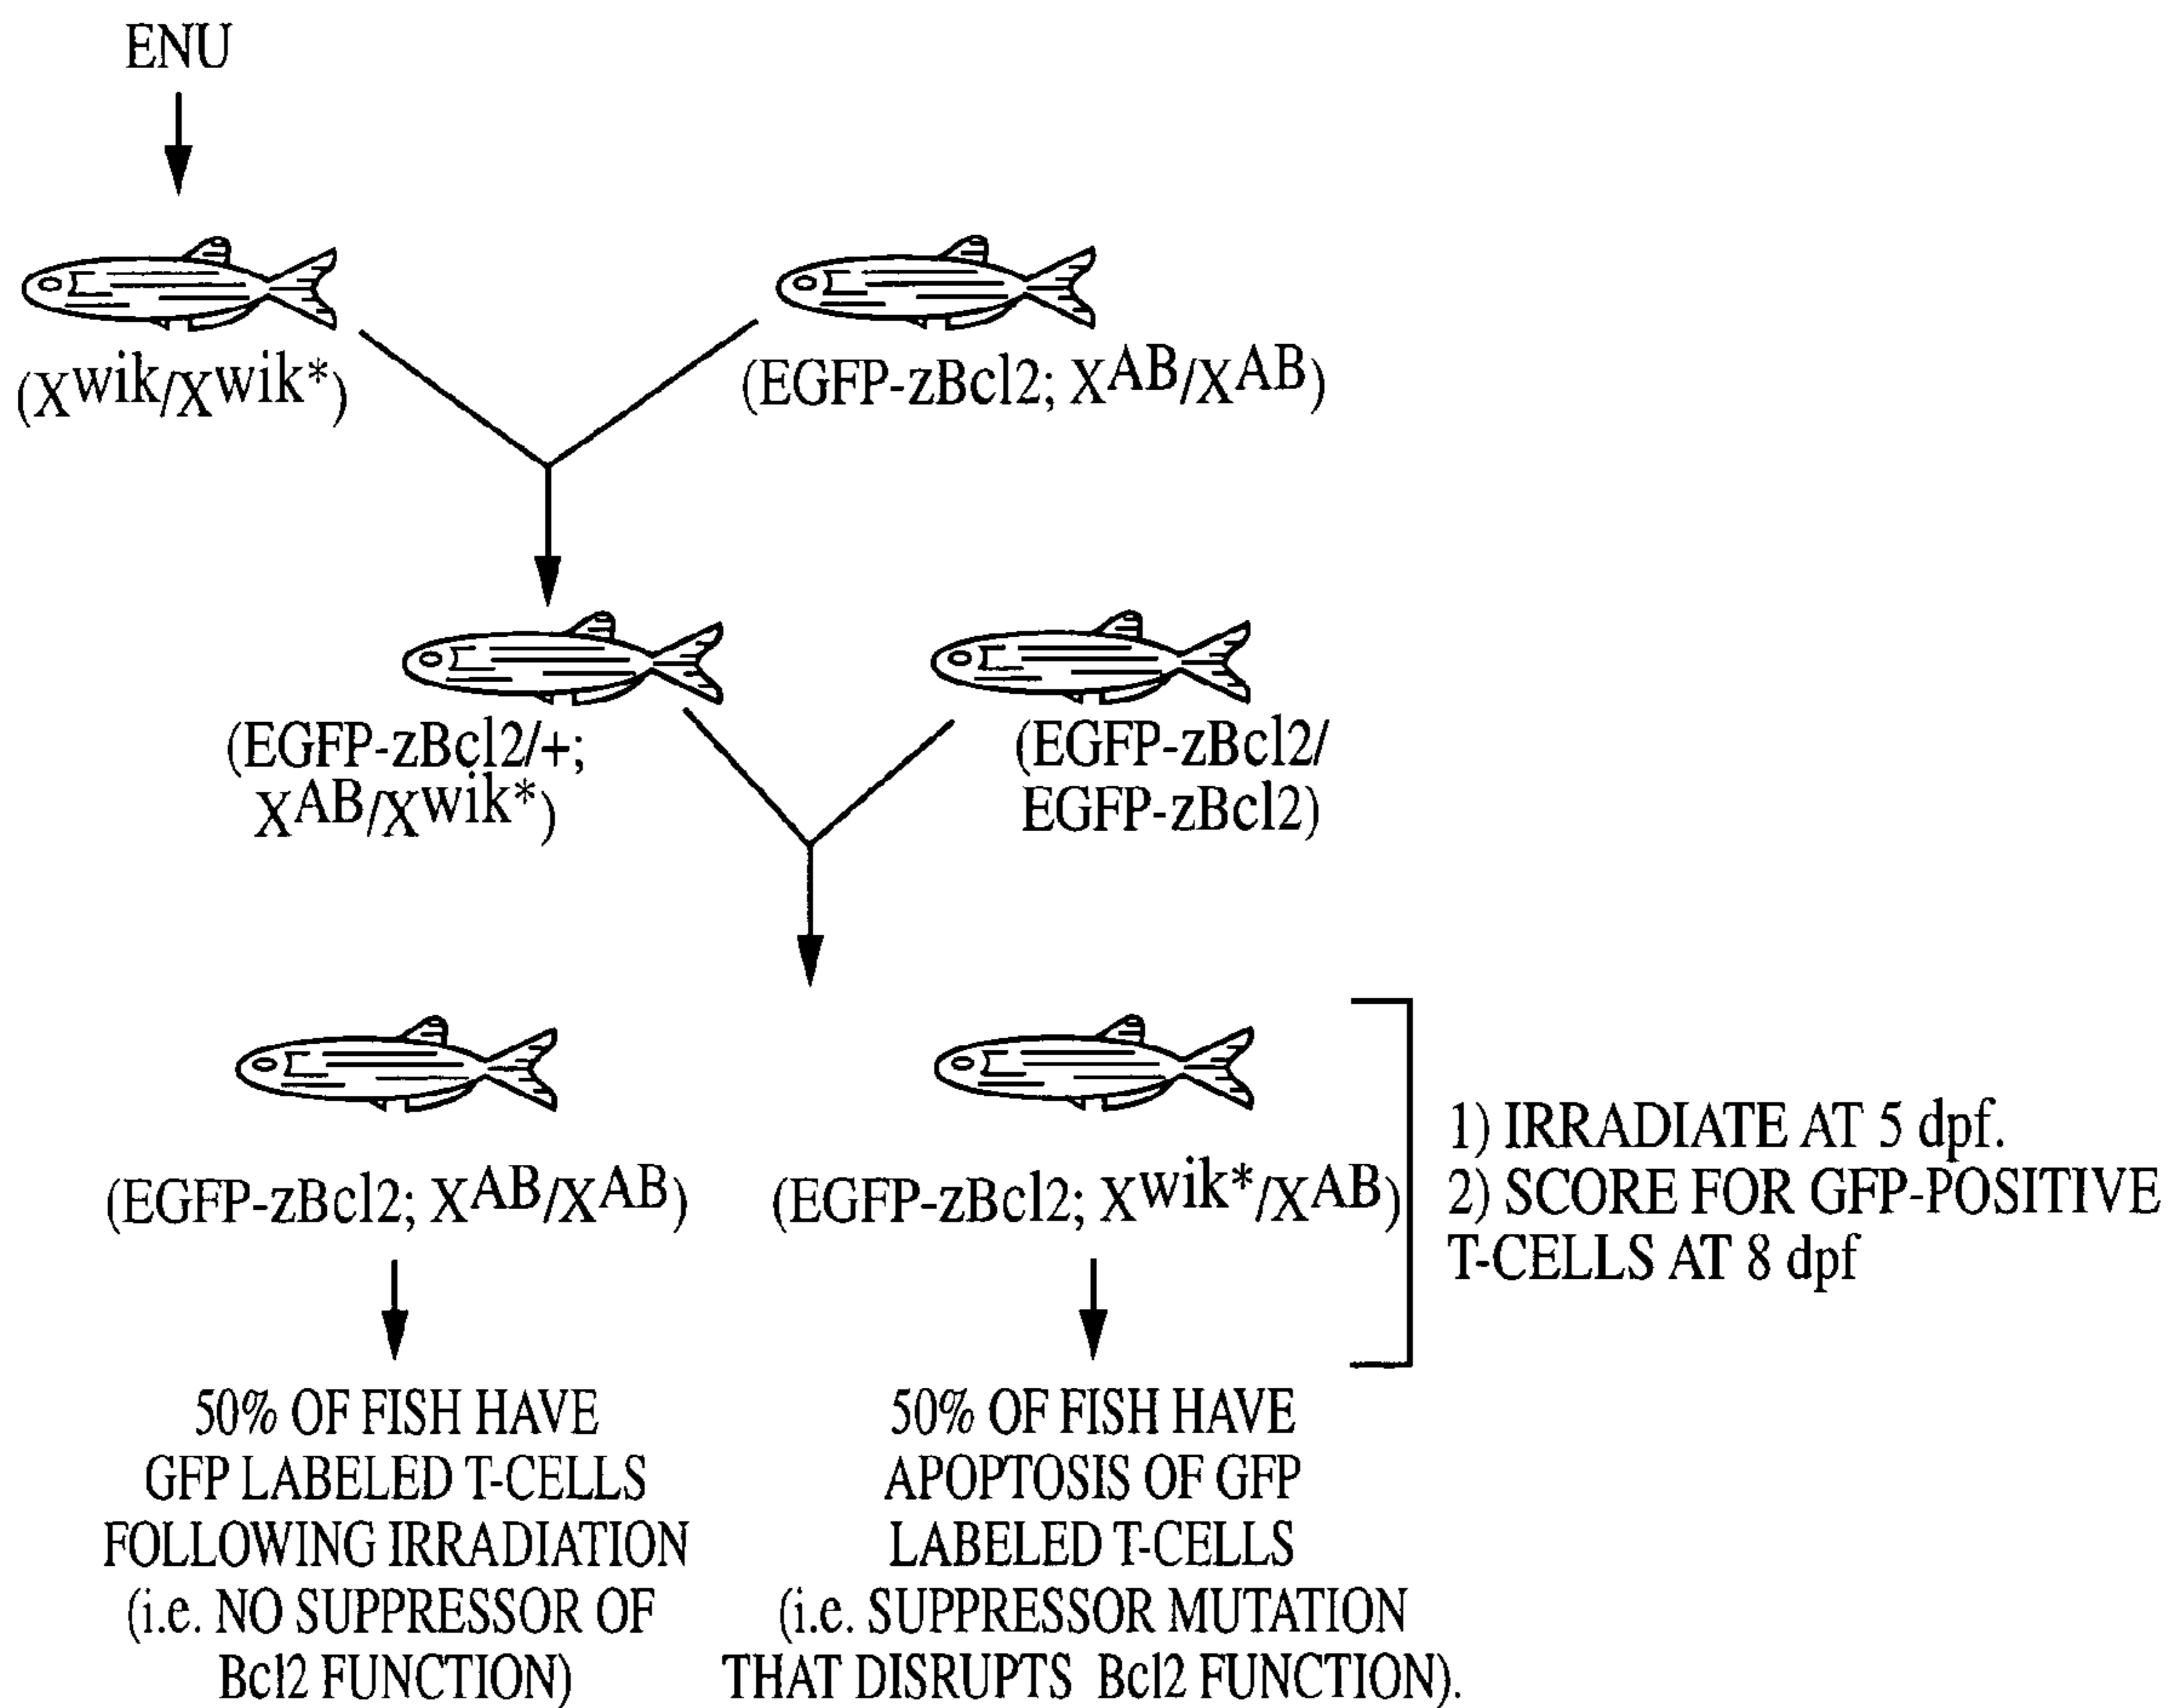 ENU
(Xwik/Xwik*)
(EGFP-zBcl2; XAB/XAB)
(EGFP-zBcl2/+;
XAB/Xwik*)
(EGFP-zBcl2/
EGFP-zBcl2)
(EGFP-zBcl2; XAB/XAB)
(EGFP-zBcl2; Xwik*/XAB)
1) IRRADIATE AT 5 dpf.
2) SCORE FOR GFP-POSITIVE
T-CELLS AT 8 dpf
50% OF FISH HAVE
GFP LABELED T-CELLS
FOLLOWING IRRADIATION
(i.e. NO SUPPRESSOR OF
Bcl2 FUNCTION)
50% OF FISH HAVE
APOPTOSIS OF GFP
LABELED T-CELLS
(i.e. SUPPRESSOR MUTATION
THAT DISRUPTS Bcl2 FUNCTION).